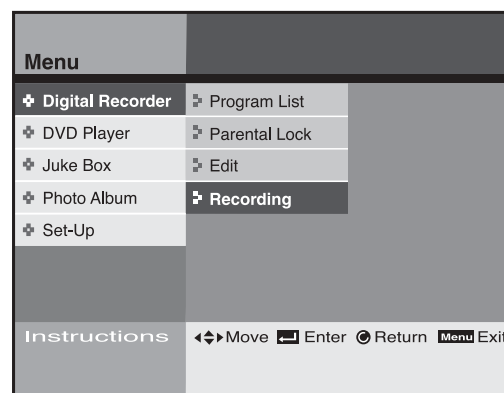 Menu
Digital Recorder
DVD Player
Juke Box
Photo Album
Set-Up
Program List
Parental Lock
Edit
Recording
Instructions
Move Enter Return Menu Exit